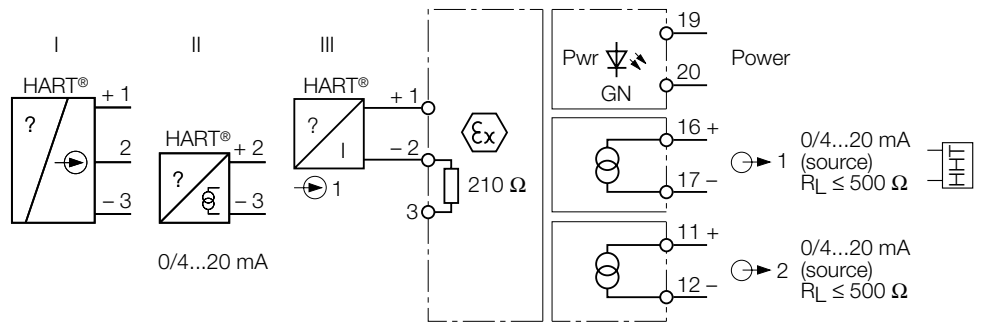 I
HART®
?
+ 1
2
− 3
II
HART®
?
+ 2
− 3
0/4...20 mA
III
HART®
?
I
+ 1
− 2
1
3
210 Ω
Ex
Pwr
GN
19
20
Power
16 +
17 −
1
0/4...20 mA
(source)
RL ≤ 500 Ω
HHT
11 +
12 −
2
0/4...20 mA
(source)
RL ≤ 500 Ω